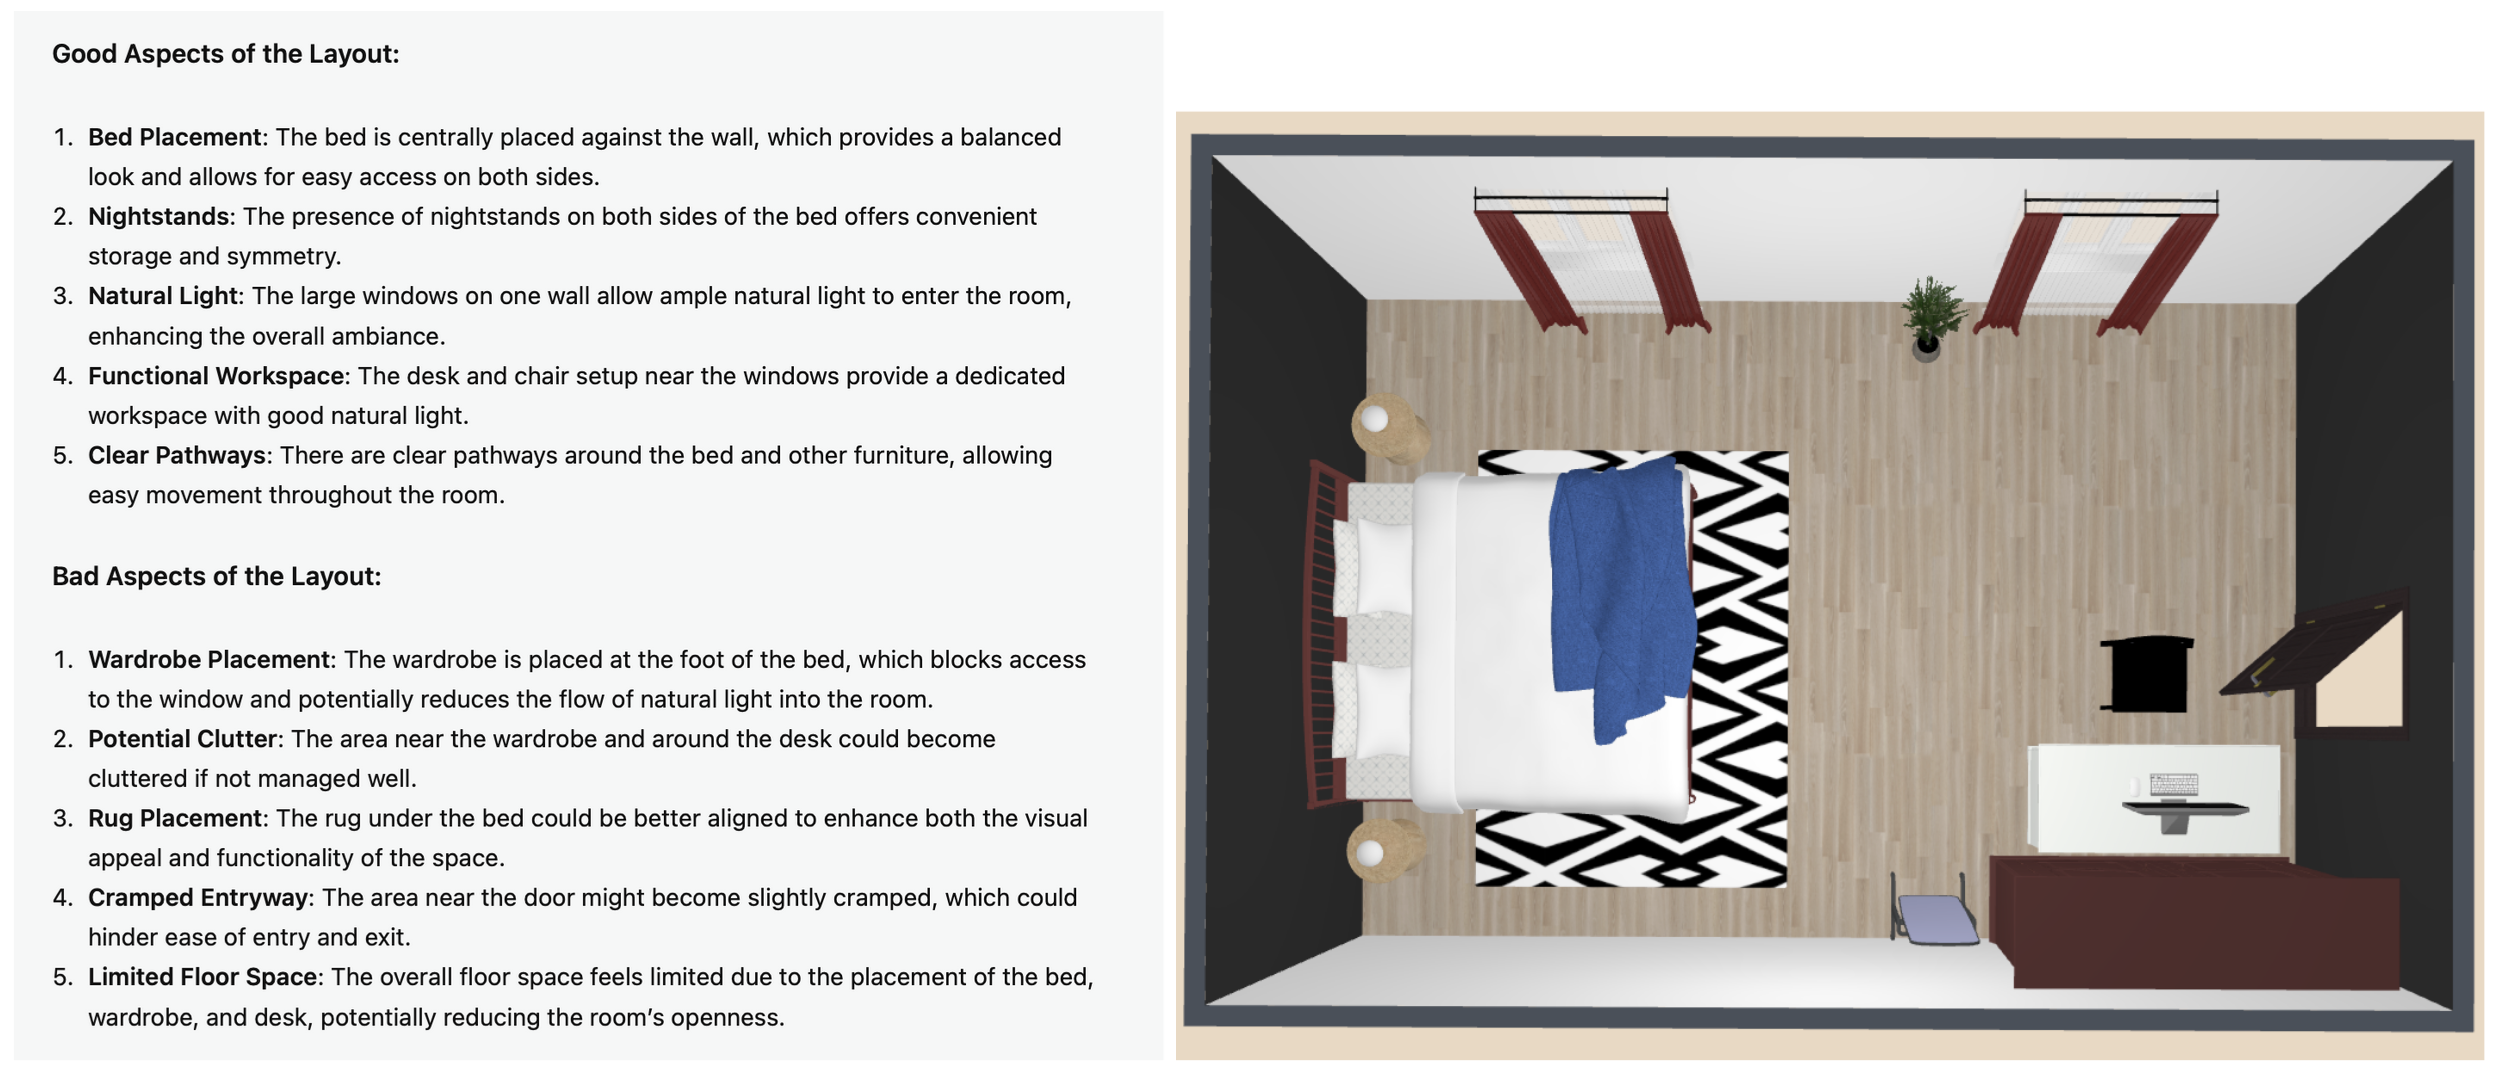 Good Aspects of the Layout:
1. Bed Placement: The bed is centrally placed against the wall, which provides a balanced
look and allows for easy access on both sides.
2. Nightstands: The presence of nightstands on both sides of the bed offers convenient
storage and symmetry.
3. Natural Light: The large windows on one wall allow ample natural light to enter the room,
enhancing the overall ambiance.
4. Functional Workspace: The desk and chair setup near the windows provide a dedicated
workspace with good natural light.
5. Clear Pathways: There are clear pathways around the bed and other furniture, allowing
easy movement throughout the room.
Bad Aspects of the Layout:
1. Wardrobe Placement: The wardrobe is placed at the foot of the bed, which blocks access
to the window and potentially reduces the flow of natural light into the room.
2. Potential Clutter: The area near the wardrobe and around the desk could become
cluttered if not managed well.
3. Rug Placement: The rug under the bed could be better aligned to enhance both the visual
appeal and functionality of the space.
4. Cramped Entryway: The area near the door might become slightly cramped, which could
hinder ease of entry and exit.
5. Limited Floor Space: The overall floor space feels limited due to the placement of the bed,
wardrobe, and desk, potentially reducing the room’s openness.